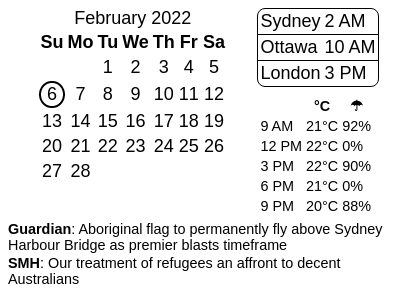 February 2022
Su Mo Tu We Th Fr Sa
1 2 3 4 5
6 7 8 9 10 11 12
13 14 15 16 17 18 19
20 21 22 23 24 25 26
27 28
Sydney 2 AM
Ottawa 10 AM
London 3 PM
°C ☂
9 AM 21°C 92%
12 PM 22°C 0%
3 PM 22°C 90%
6 PM 21°C 0%
9 PM 20°C 88%
Guardian: Aboriginal flag to permanently fly above Sydney
Harbour Bridge as premier blasts timeframe
SMH: Our treatment of refugees an affront to decent
Australians